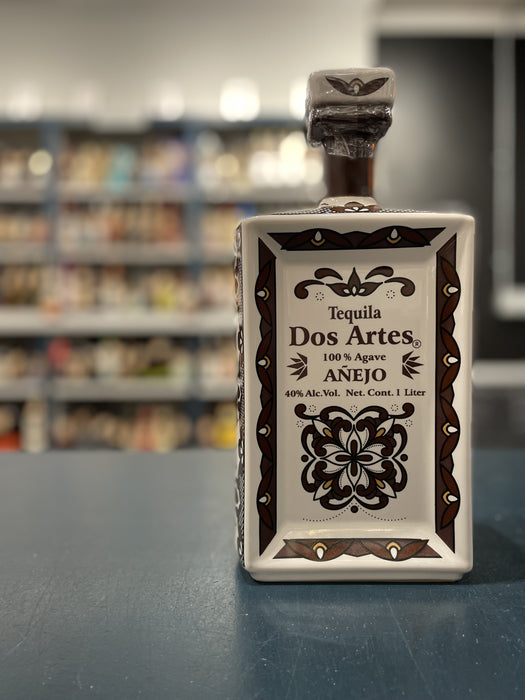 Tequila
Dos Artes®
100 % Agave
AÑEJO
40% Alc.Vol. Net. Cont. 1 Liter